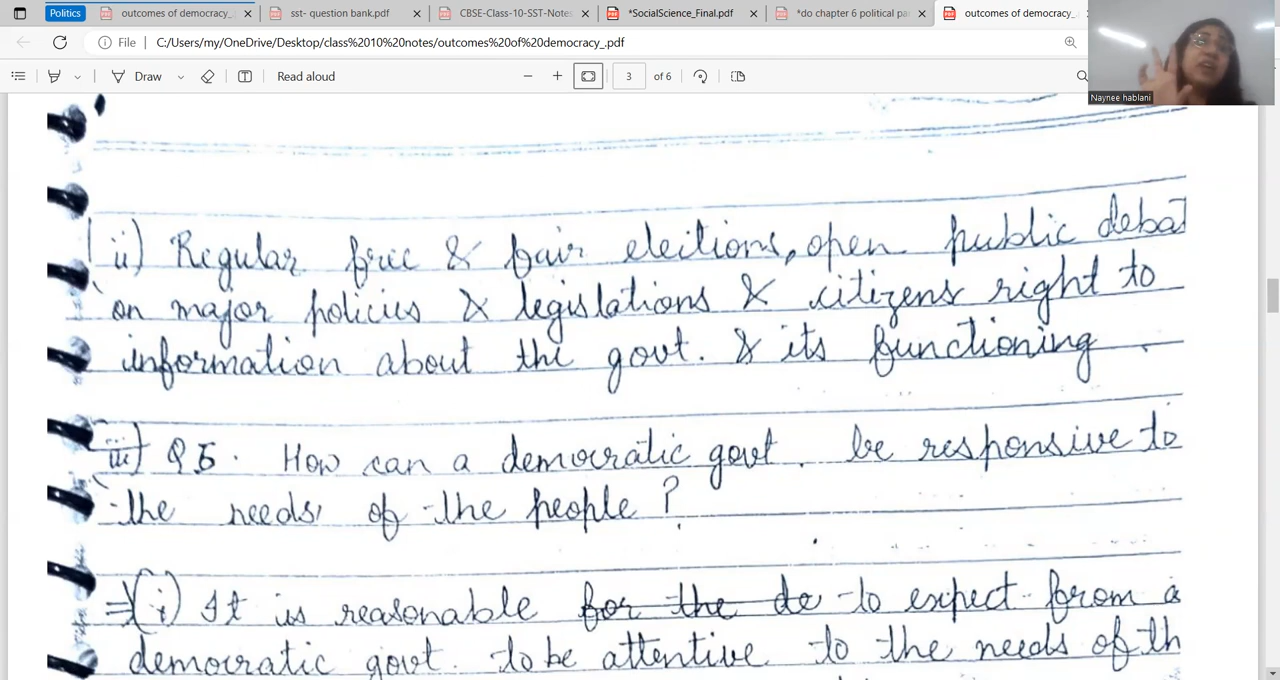 Politics
outcomes of democracy_.
sst- question bank.pdf
CBSE-Class10-SST-Notes
*SocialScience_Final.pdf
*do chapter 6 political pa
outcomes of democracy_.
File C:/Users/my/OneDrive/Desktop/class%2010%20notes/outcomes%20of%20democracy_.pdf
Draw Read aloud 3 of 6
Naynee hablani
ii) Regular free & fair elections, open public debat
on major policies & legislations & citizens right to
information about the govt. & its functioning
iii) Q5. How can a democratic govt. be responsive to
the needs of the people?
⇒ (i) It is reasonable for the de to expect from a
democratic govt. to be attentive to the needs of th